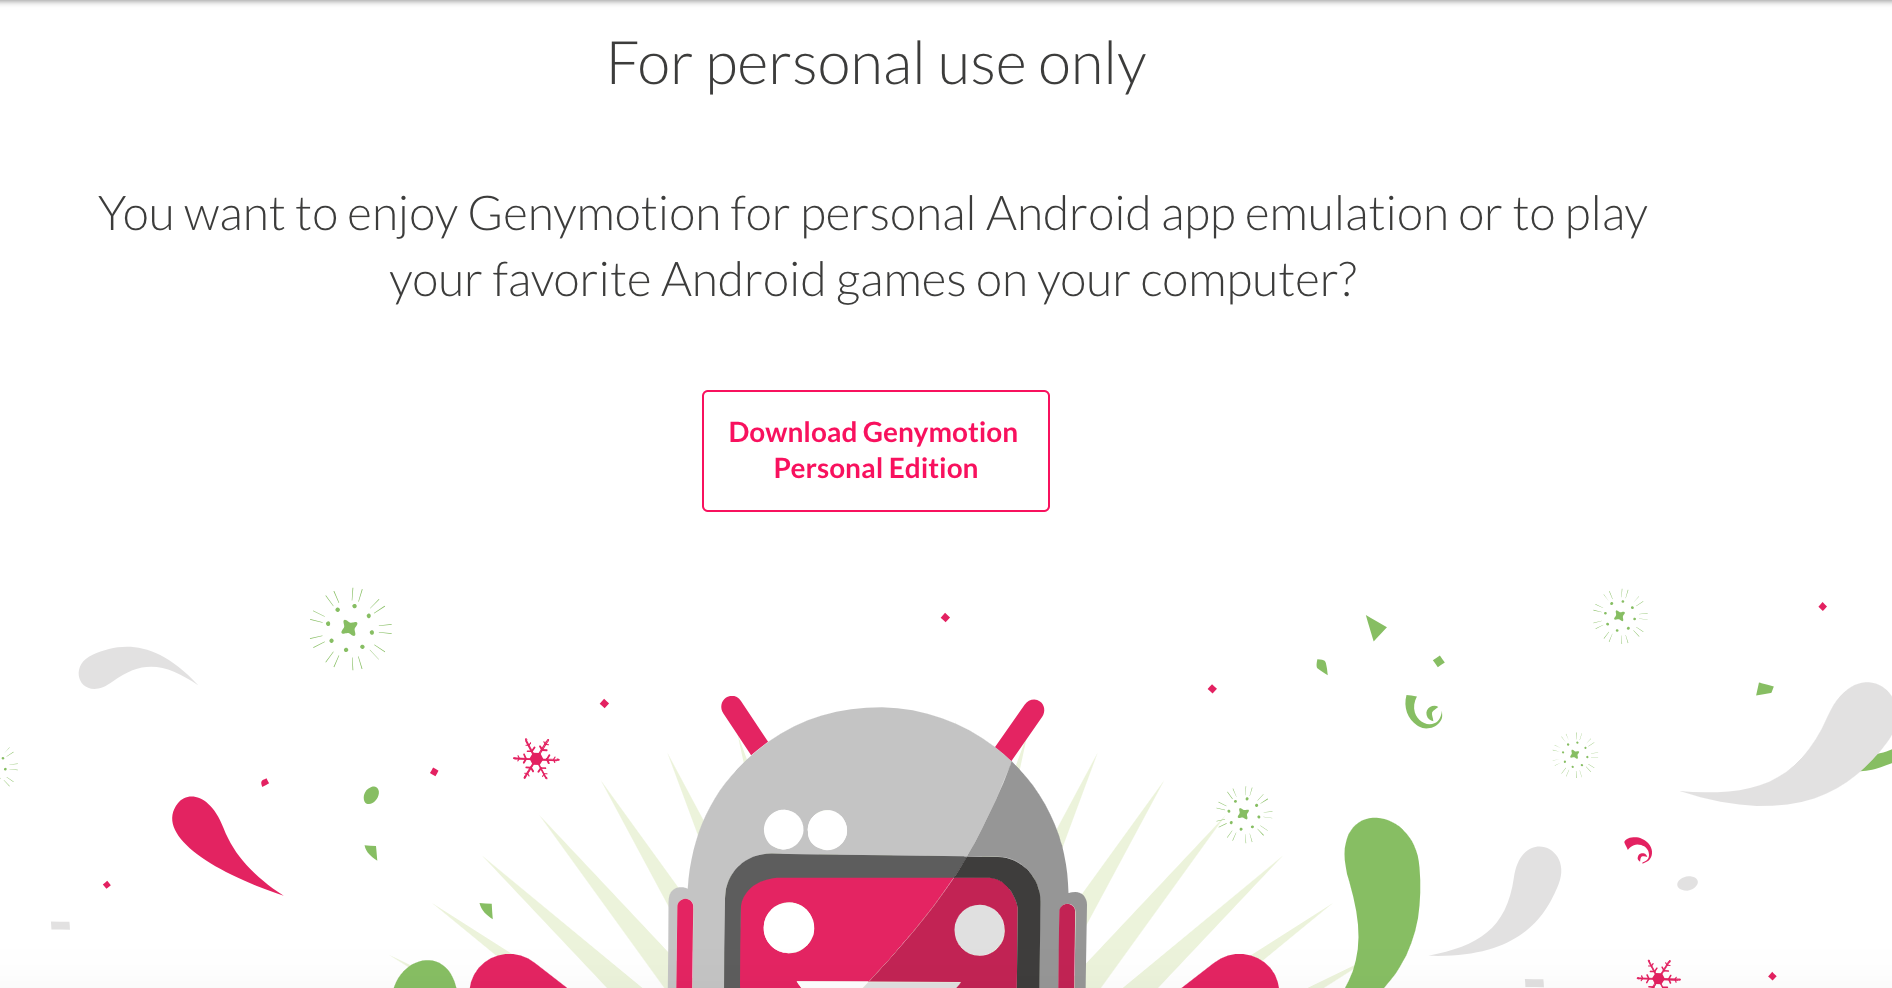 For personal use only
You want to enjoy Genymotion for personal Android app emulation or to play
your favorite Android games on your computer?
Download Genymotion
Personal Edition